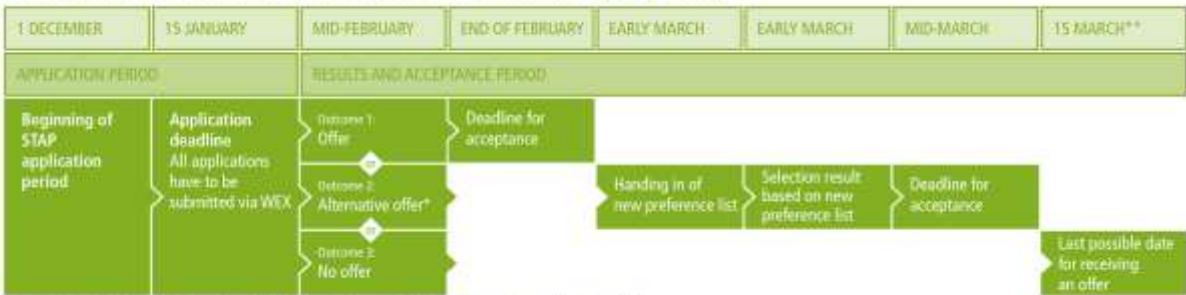 1 DECEMBER
15 JANUARY
MID-FEBRUARY
END OF FEBRUARY
EARLY MARCH
EARLY MARCH
MID-MARCH
15 MARCH**
APPLICATION PERIOD
RESULTS AND ACCEPTANCE PERIOD
Beginning of
STAP
application
period
Application
deadline
All applications
have to be
submitted via WEX
Outcome 1:
Offer
or
Outcome 2:
Alternative offer*
or
Outcome 3:
No offer
Deadline for
acceptance
Handing in of
new preference list
Selection result
based on new
preference list
Deadline for
acceptance
Last possible date
for receiving
an offer